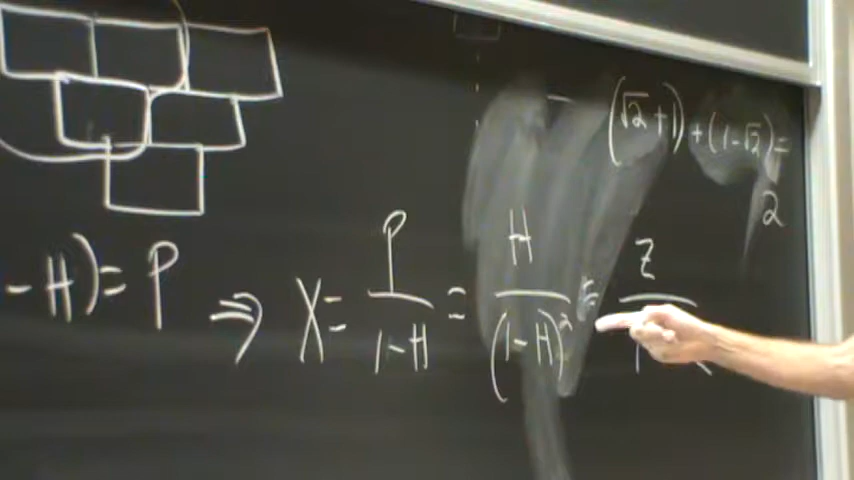 (√2 + 1) + (1 - √2) =
2
- H) = P ⇒ X = P / (1 - H) = H / (1 - H)² = Z